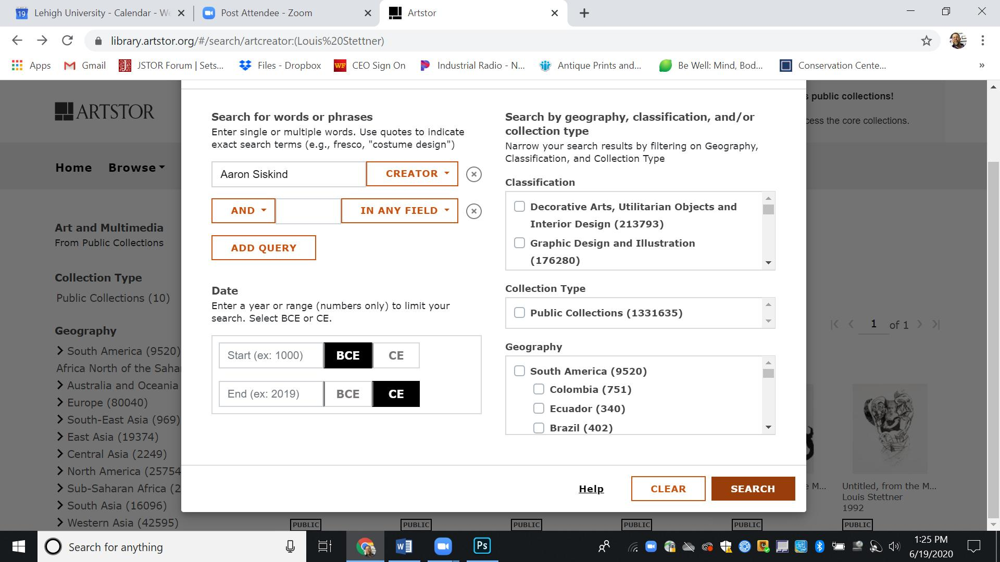 Lehigh University - Calendar - We
Post Attendee - Zoom
Artstor
library.artstor.org/#/search/artcreator:(Louis%20Stettner)
Apps
Gmail
JSTOR Forum | Sets...
Files - Dropbox
WF
CEO Sign On
Industrial Radio - N...
Antique Prints and...
Be Well: Mind, Bod...
Conservation Cente...
»
ARTSTOR
s public collections!
cess the core collections.
Home
Browse
Art and Multimedia
From Public Collections
Collection Type
Public Collections (10)
Geography
South America (9520)
Africa North of the Sahar
Australia and Oceania
Europe (80040)
South-East Asia (969)
East Asia (19374)
Central Asia (2249)
North America (25754
Sub-Saharan Africa (2
South Asia (16096)
Western Asia (42595)
Search for words or phrases
Enter single or multiple words. Use quotes to indicate
exact search terms (e.g., fresco, "costume design")
Aaron Siskind
CREATOR
AND
IN ANY FIELD
ADD QUERY
Date
Enter a year or range (numbers only) to limit your
search. Select BCE or CE.
Start (ex: 1000)
BCE
CE
End (ex: 2019)
BCE
CE
Search by geography, classification, and/or
collection type
Narrow your search results by filtering on Geography,
Classification, and Collection Type
Classification
Decorative Arts, Utilitarian Objects and
Interior Design (213793)
Graphic Design and Illustration
(176280)
Collection Type
Public Collections (1331635)
Geography
South America (9520)
Colombia (751)
Ecuador (340)
Brazil (402)
Help
CLEAR
SEARCH
1 of 1
e M...
Untitled, from the M...
Louis Stettner
1992
PUBLIC
PUBLIC
PUBLIC
PUBLIC
PUBLIC
PUBLIC
Search for anything
Ps
1:25 PM
6/19/2020